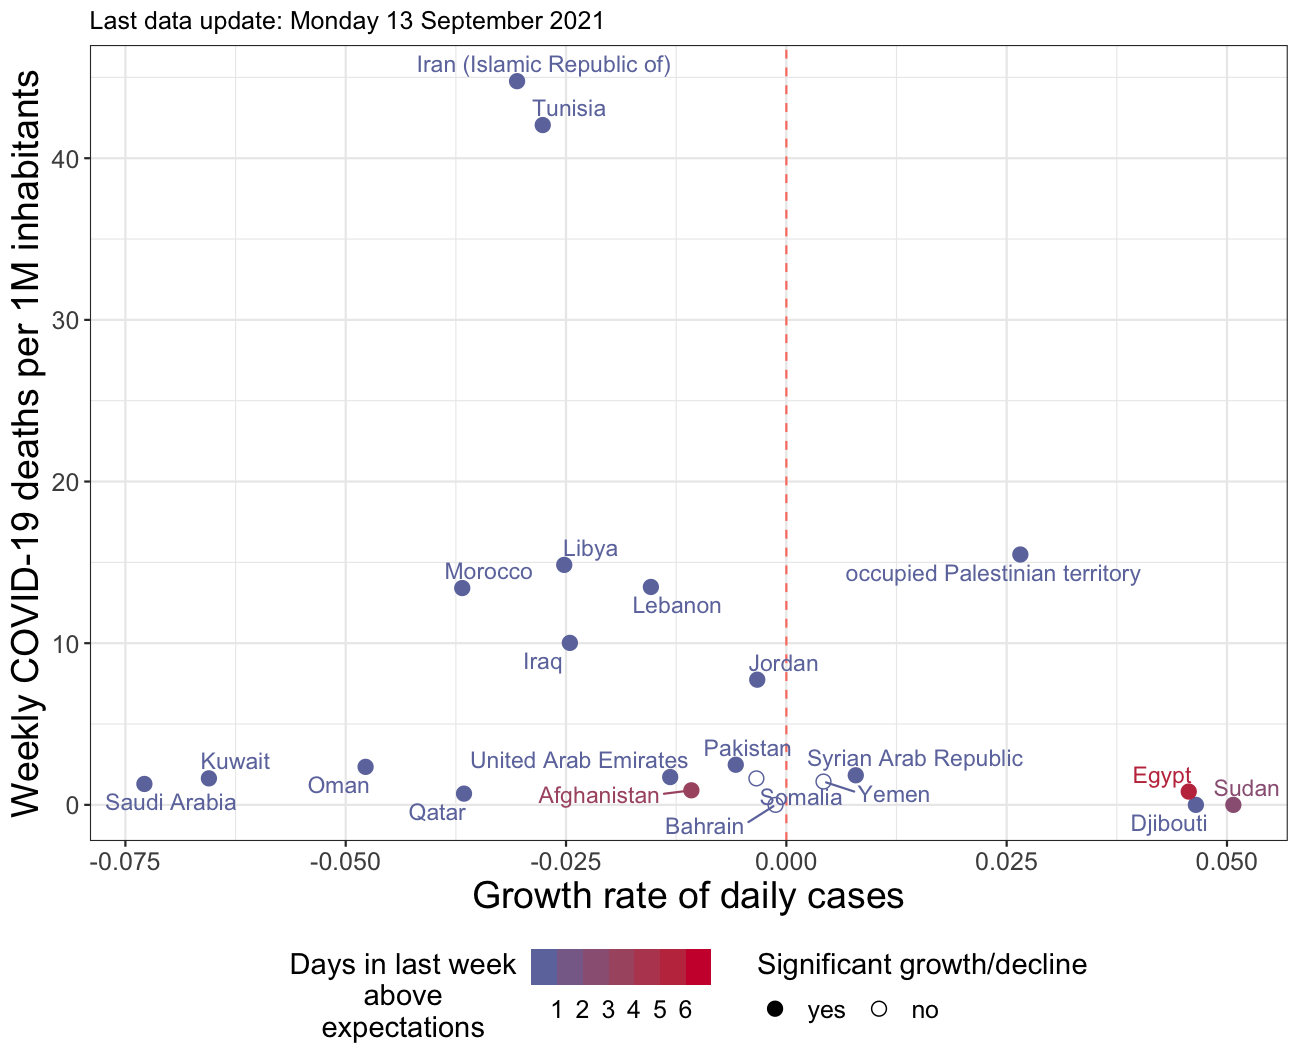 Last data update: Monday 13 September 2021
Weekly COVID-19 deaths per 1M inhabitants
40
30
20
10
0
Iran (Islamic Republic of)
Tunisia
Libya
Morocco
occupied Palestinian territory
Lebanon
Iraq
Jordan
Pakistan
Syrian Arab Republic
United Arab Emirates
Kuwait
Egypt
Oman
Sudan
Afghanistan
Somalia
Yemen
Saudi Arabia
Qatar
Djibouti
Bahrain
-0.075 -0.050 -0.025 0.000 0.025 0.050
Growth rate of daily cases
Days in last week
above
expectations
1 2 3 4 5 6
Significant growth/decline
yes no